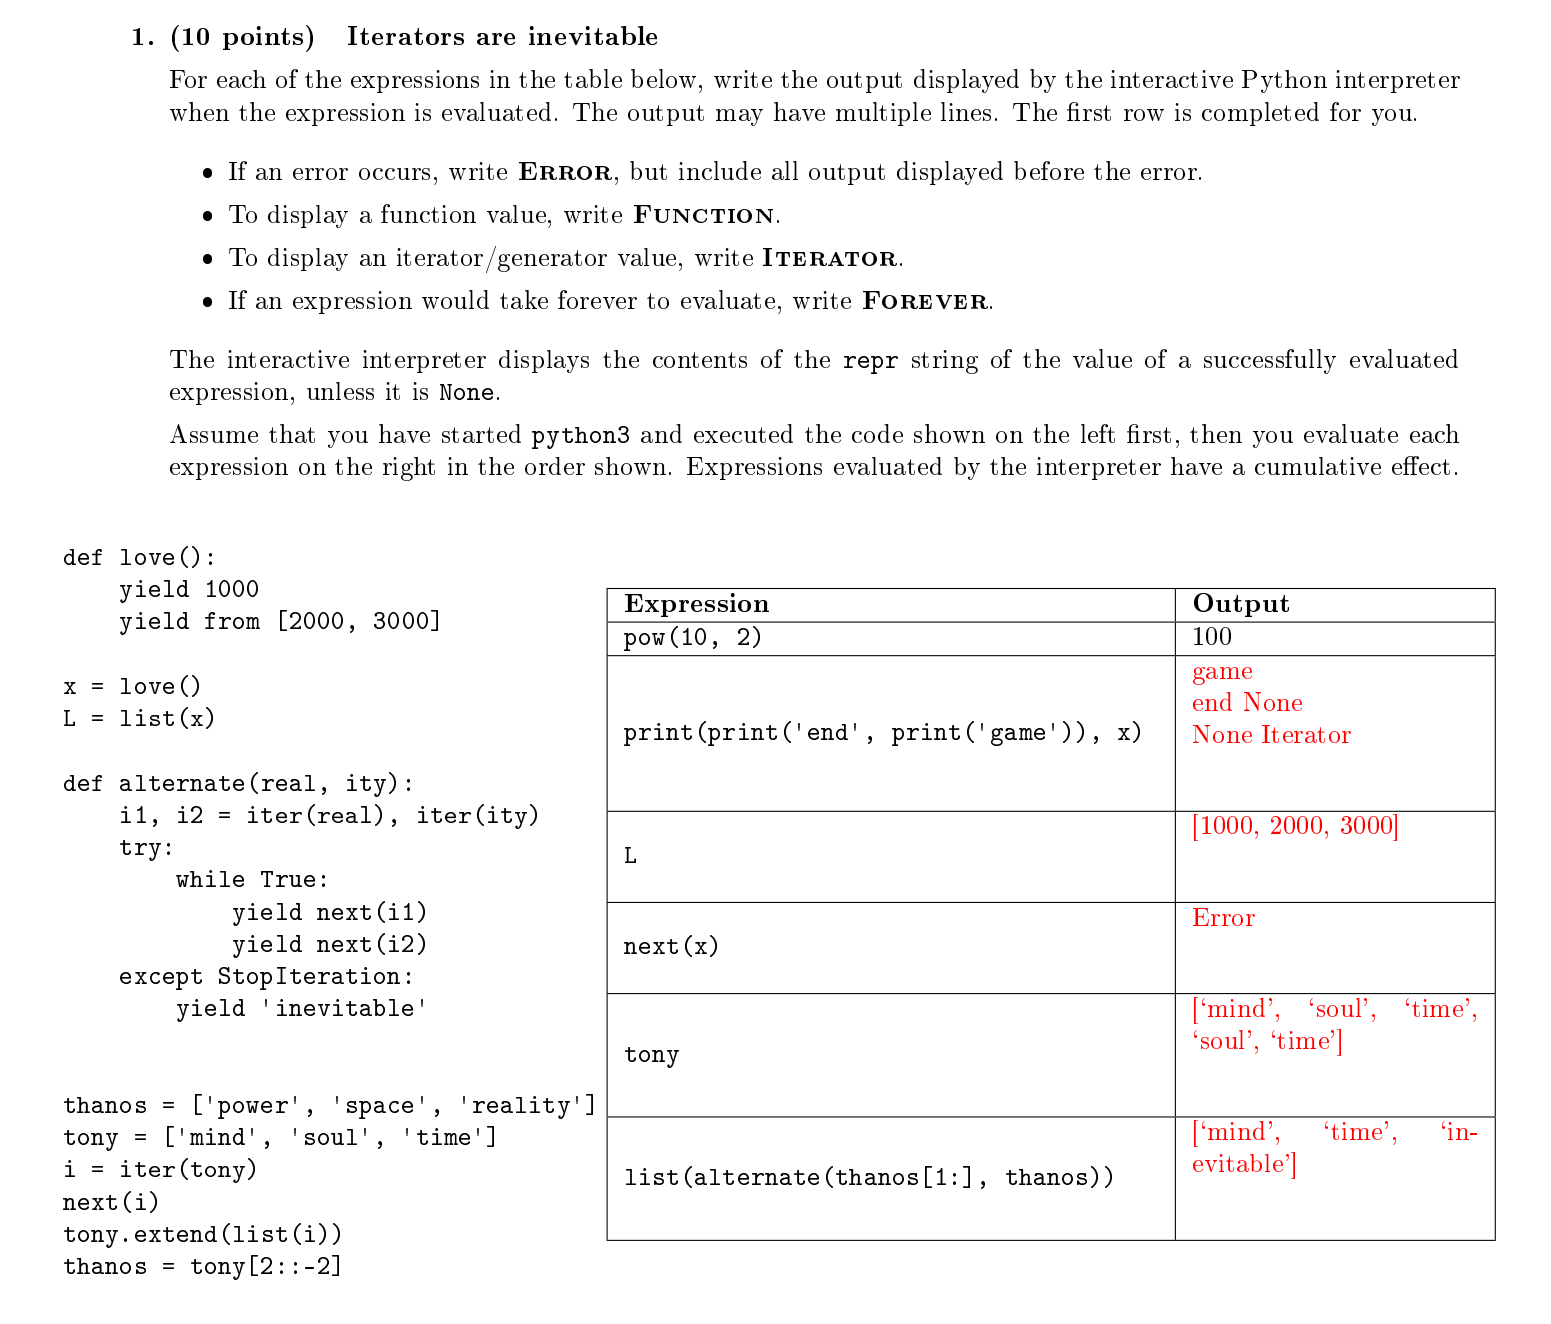 1. (10 points) Iterators are inevitable
For each of the expressions in the table below, write the output displayed by the interactive Python interpreter
when the expression is evaluated. The output may have multiple lines. The first row is completed for you.
• If an error occurs, write ERROR, but include all output displayed before the error.
• To display a function value, write FUNCTION.
• To display an iterator/generator value, write ITERATOR.
• If an expression would take forever to evaluate, write FOREVER.
The interactive interpreter displays the contents of the repr string of the value of a successfully evaluated
expression, unless it is None.
Assume that you have started python3 and executed the code shown on the left first, then you evaluate each
expression on the right in the order shown. Expressions evaluated by the interpreter have a cumulative effect.
def love():
    yield 1000
    yield from [2000, 3000]
x = love()
L = list(x)
def alternate(real, ity):
    i1, i2 = iter(real), iter(ity)
    try:
        while True:
            yield next(i1)
            yield next(i2)
    except StopIteration:
        yield 'inevitable'
thanos = ['power', 'space', 'reality']
tony = ['mind', 'soul', 'time']
i = iter(tony)
next(i)
tony.extend(list(i))
thanos = tony[2::-2]
Expression Output
pow(10, 2) 100
print(print('end', print('game')), x)
game
end None
None Iterator
L
[1000, 2000, 3000]
next(x)
Error
tony
[‘mind’, ‘soul’, ‘time’,
‘soul’, ‘time’]
list(alternate(thanos[1:], thanos))
[‘mind’, ‘time’, ‘in-
evitable’]